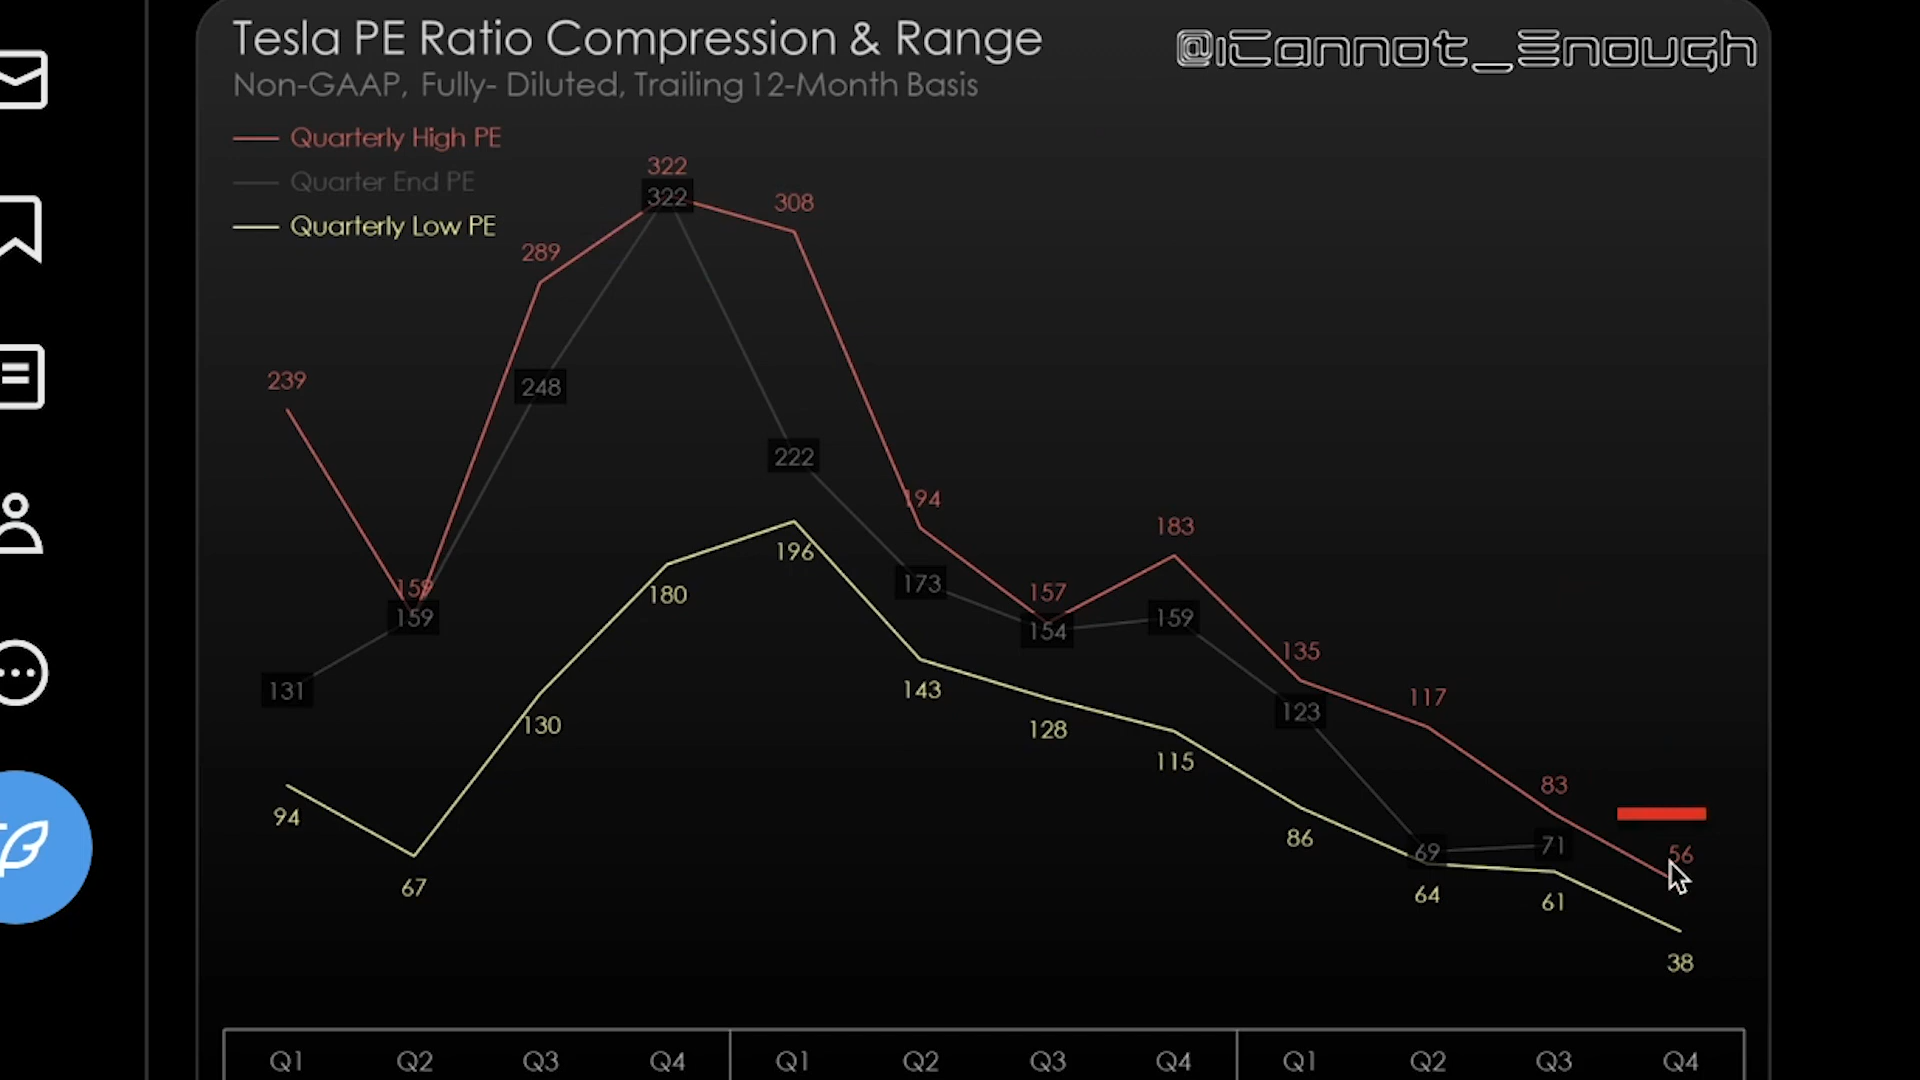 Tesla PE Ratio Compression & Range
@iCannot_Enough
Non-GAAP, Fully- Diluted, Trailing 12-Month Basis
Quarterly High PE
Quarter End PE
Quarterly Low PE
239 159 289 322 308 194 157 183 135 117 83 56
131 159 248 322 222 173 154 159 123 69 71
94 67 130 180 196 143 128 115 86 64 61 38
Q1 Q2 Q3 Q4 Q1 Q2 Q3 Q4 Q1 Q2 Q3 Q4